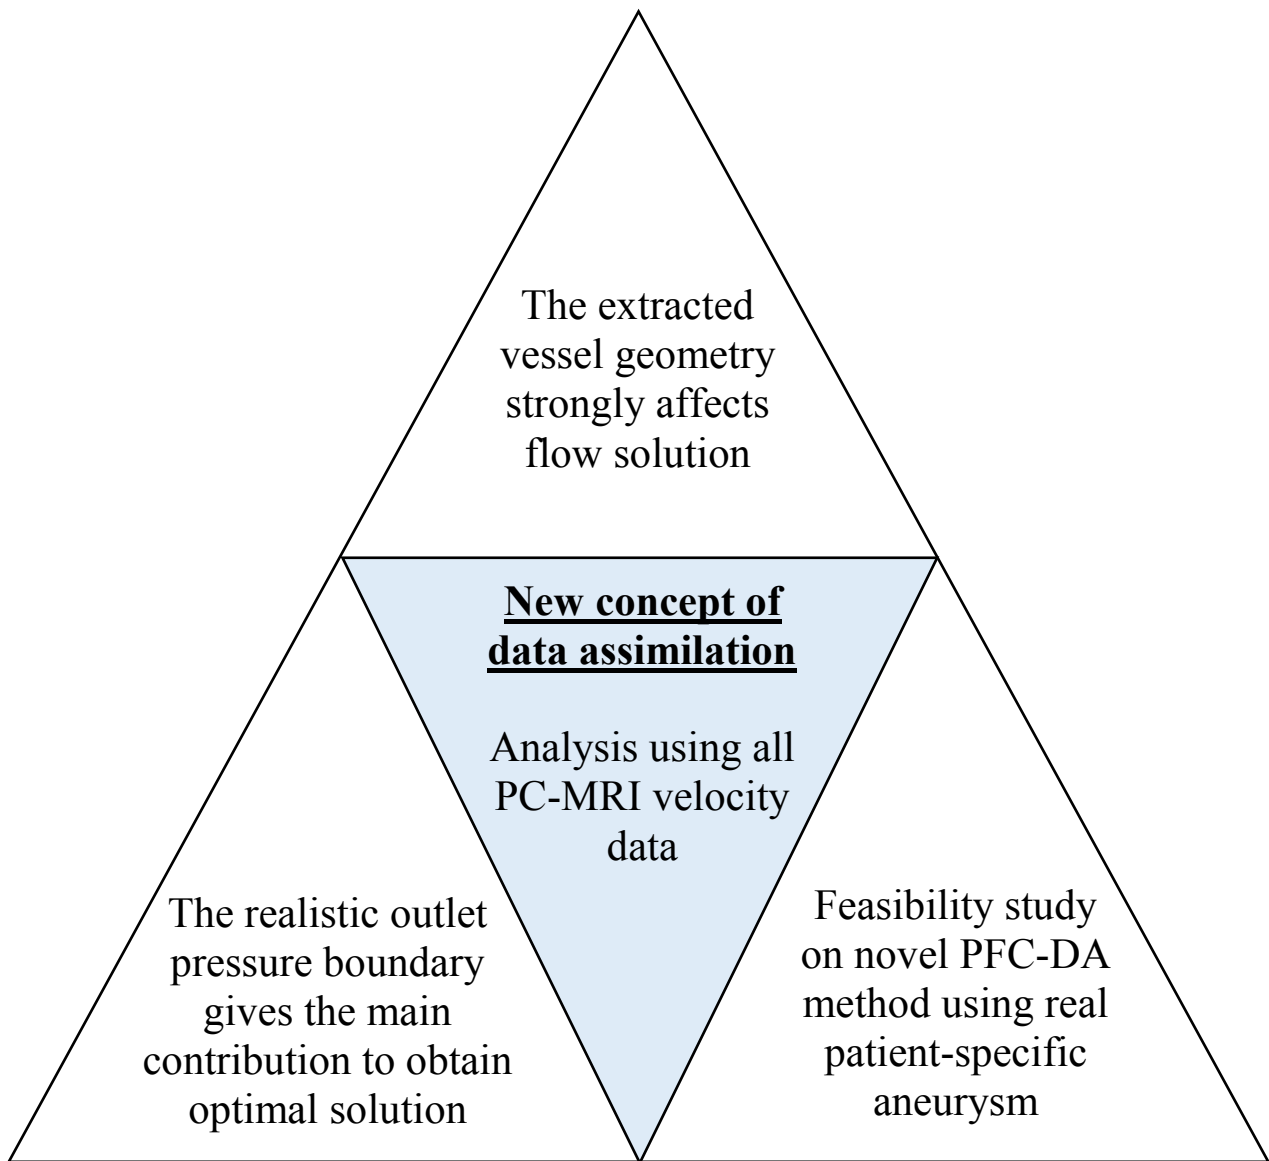 The extracted
vessel geometry
strongly affects
flow solution
New concept of
data assimilation
Analysis using all
PC-MRI velocity
data
The realistic outlet
pressure boundary
gives the main
contribution to obtain
optimal solution
Feasibility study
on novel PFC-DA
method using real
patient-specific
aneurysm